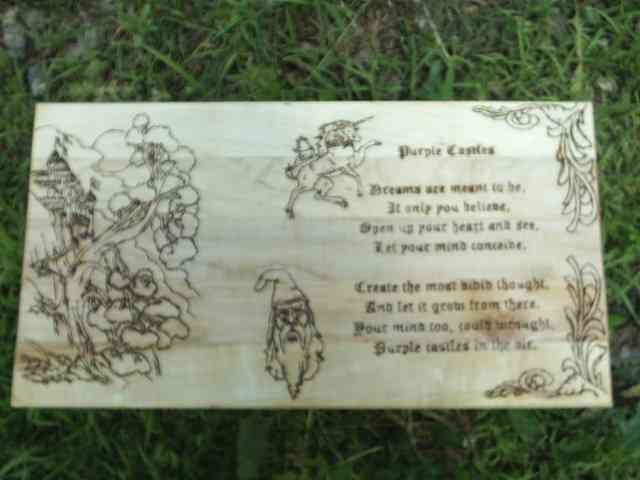 Purple Castles
Dreams are meant to be,
If only you believe,
Open up your heart and see,
Let your mind conceive.
Create the most vivid thought,
And let it grow from there.
Your mind too, could wrought,
Purple castles in the air.